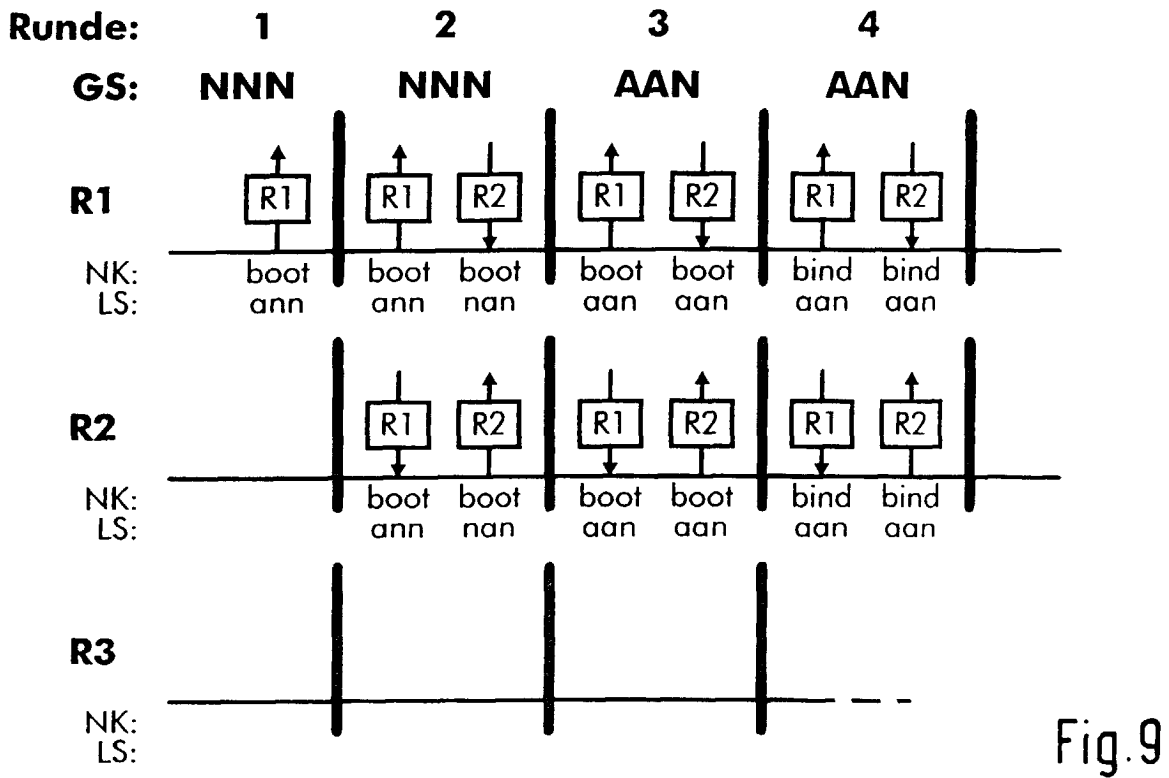 Runde: 1 2 3 4
GS: NNN NNN AAN AAN
R1 R1 R1 R2 R1 R2 R1 R2
NK: boot boot boot boot boot bind bind
LS: ann ann nan aan aan aan aan
R2 R1 R2 R1 R2 R1 R2
NK: boot boot boot boot bind bind
LS: ann nan aan aan aan aan
R3
NK:
LS:
Fig.9